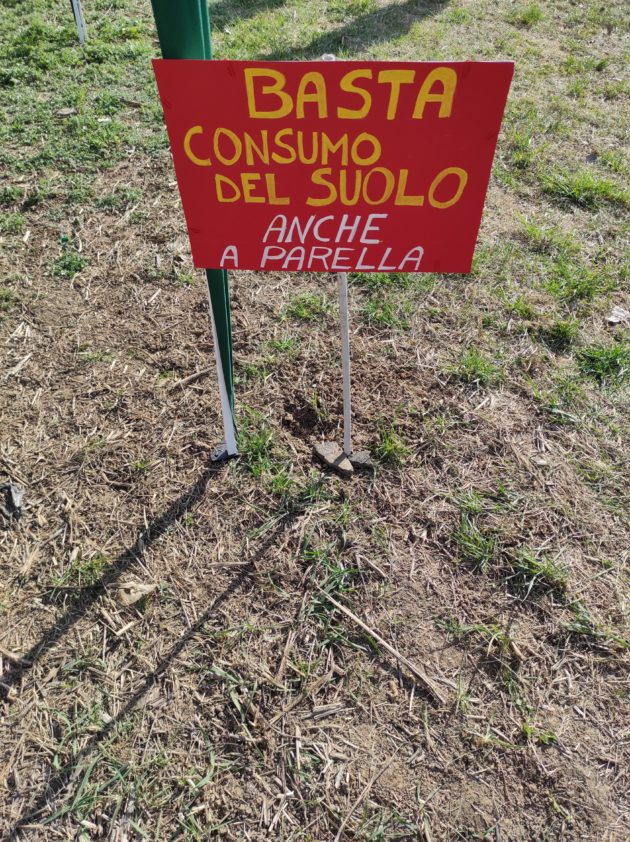 BASTA
CONSUMO
DEL SUOLO
ANCHE
A PARELLA